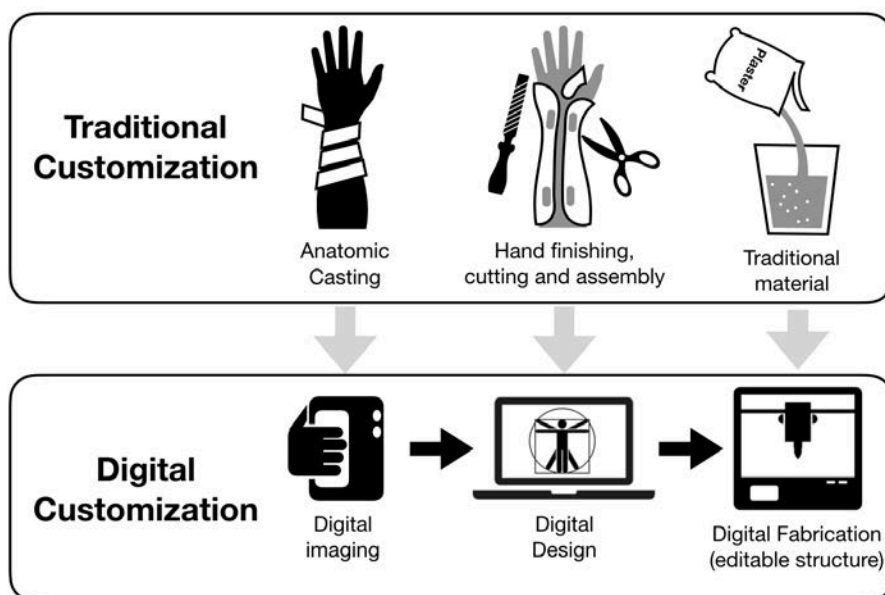 Traditional
Customization
Plaster
Anatomic
Casting
Hand finishing,
cutting and assembly
Traditional
material
Digital
Customization
Digital
imaging
Digital
Design
Digital Fabrication
(editable structure)